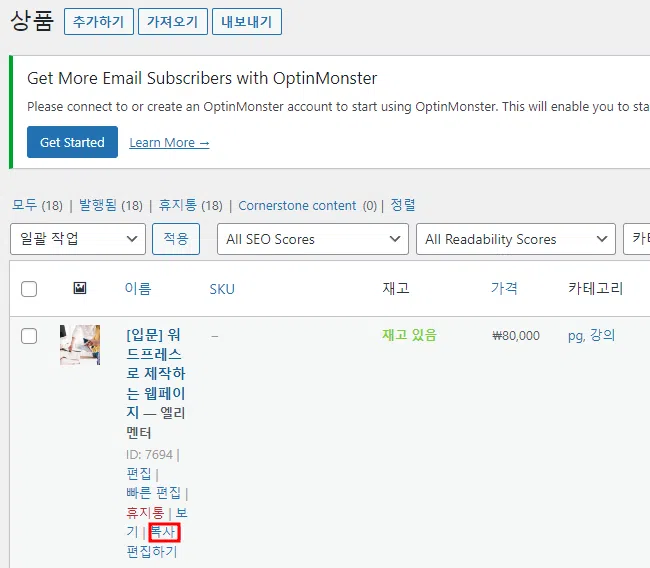 상품 추가하기 가져오기 내보내기
Get More Email Subscribers with OptinMonster
Please connect to or create an OptinMonster account to start using OptinMonster. This will enable you to sta
Get Started Learn More →
모두 (18) | 발행됨 (18) | 휴지통 (18) | Cornerstone content (0) | 정렬
일괄 작업 적용 All SEO Scores All Readability Scores 카테
이름 SKU 재고 가격 카테고리
[입문] 워 – 재고 있음 ₩80,000 pg, 강의
드프레스
로 제작하
는 웹페이
지 — 엘리
멘터
ID: 7694 |
편집 |
빠른 편집 |
휴지통 | 보
기 | 복사
편집하기